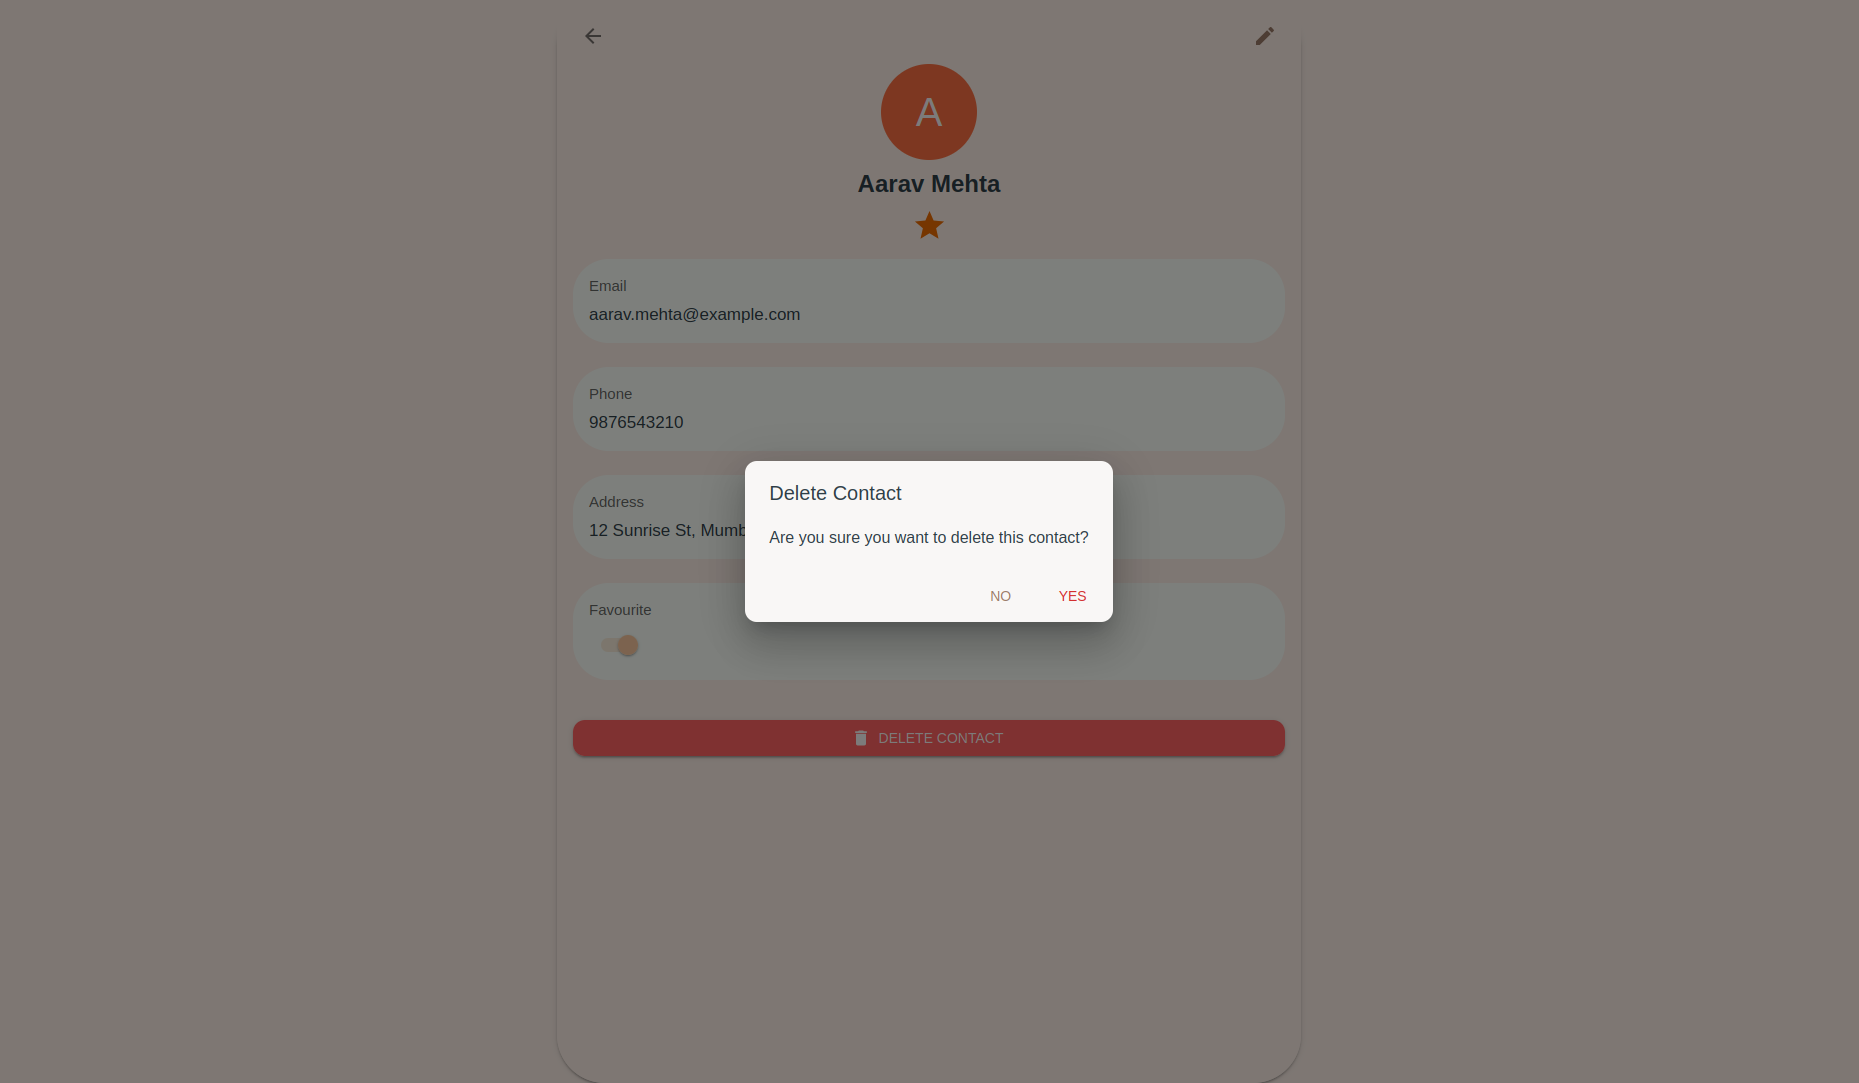 A
Aarav Mehta
Email
aarav.mehta@example.com
Phone
9876543210
Address
12 Sunrise St,
Favourite
Delete Contact
Are you sure you want to delete this contact?
NO
YES
DELETE CONTACT